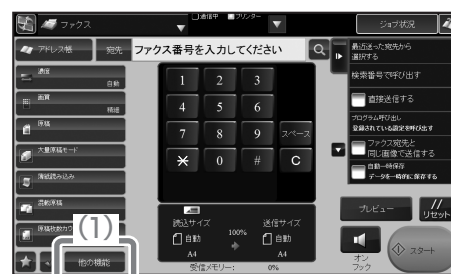 ファクス
通信中
プリンター
ジョブ状況
アドレス帳
宛先
ファクス番号を入力してください
最近送った宛先から
選択する
通信
自動
検索番号で呼び出す
画質
精細
直接送信する
原稿
プログラム呼び出し
登録されている設定を呼び出す
大量原稿モード
ファクス宛先と
同じ画像で送信する
薄紙読み込み
自動一時保存
データを一時的に保存する
混載原稿
1 2 3
4 5 6
7 8 9 スペース
0 # C
プレビュー
リセット
読込サイズ 送信サイズ
自動 100% 自動
A4 A4
(1)
他の機能
受信メモリー: 0%
オン
フック
スタート